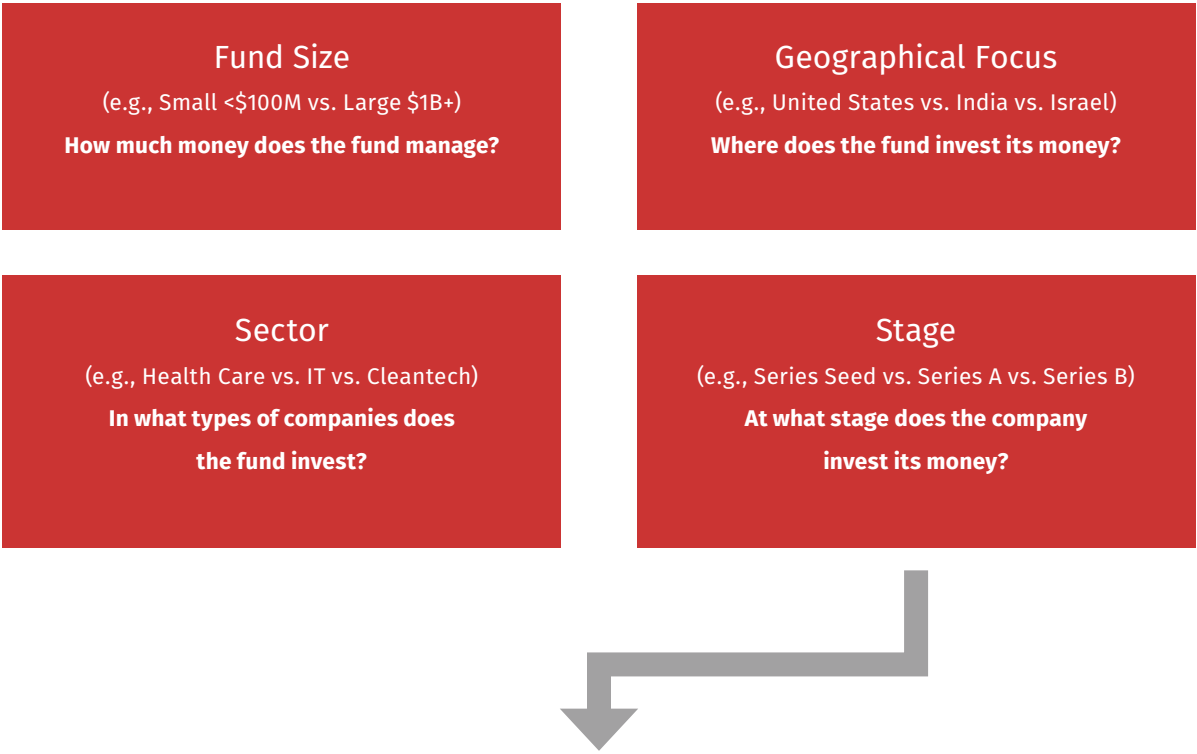 Fund Size
(e.g., Small <$100M vs. Large $1B+)
How much money does the fund manage?
Geographical Focus
(e.g., United States vs. India vs. Israel)
Where does the fund invest its money?
Sector
(e.g., Health Care vs. IT vs. Cleantech)
In what types of companies does
the fund invest?
Stage
(e.g., Series Seed vs. Series A vs. Series B)
At what stage does the company
invest its money?